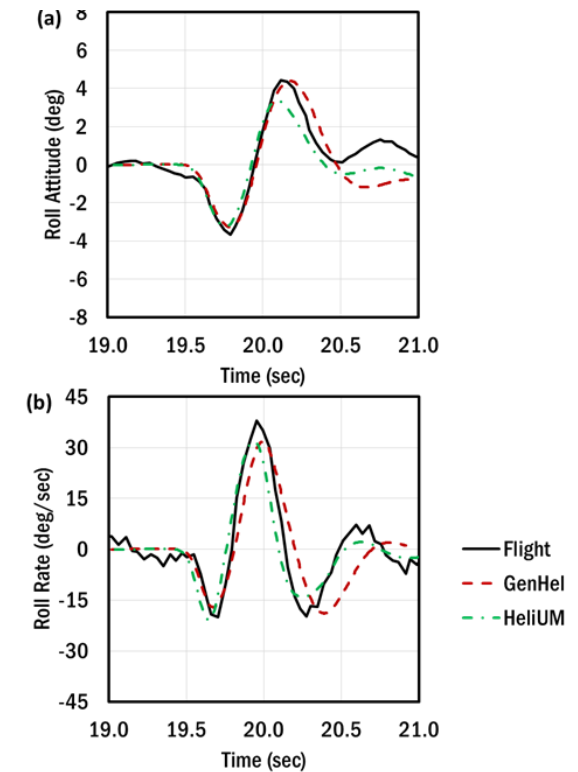 (a)
8
6
4
2
0
-2
-4
-6
-8
Roll Attitude (deg)
19.0 19.5 20.0 20.5 21.0
Time (sec)
(b)
45
30
15
0
-15
-30
-45
Roll Rate (deg/sec)
19.0 19.5 20.0 20.5 21.0
Time (sec)
Flight
GenHel
HeliUM